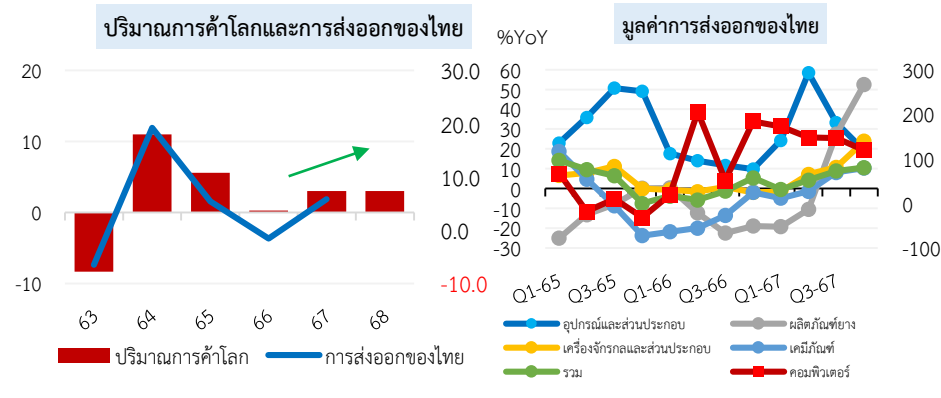 ปริมาณการค้าโลกและการส่งออกของไทย
20
10
0
-10
30.0
20.0
10.0
0.0
-10.0
63 64 65 66 67 68
ปริมาณการค้าโลก การส่งออกของไทย
มูลค่าการส่งออกของไทย
%YoY
60
50
40
30
20
10
0
-10
-20
-30
300
200
100
0
-100
Q1-65 Q3-65 Q1-66 Q3-66 Q1-67 Q3-67
อุปกรณ์และส่วนประกอบ ผลิตภัณฑ์ยาง
เครื่องจักรกลและส่วนประกอบ เคมีภัณฑ์
รวม คอมพิวเตอร์